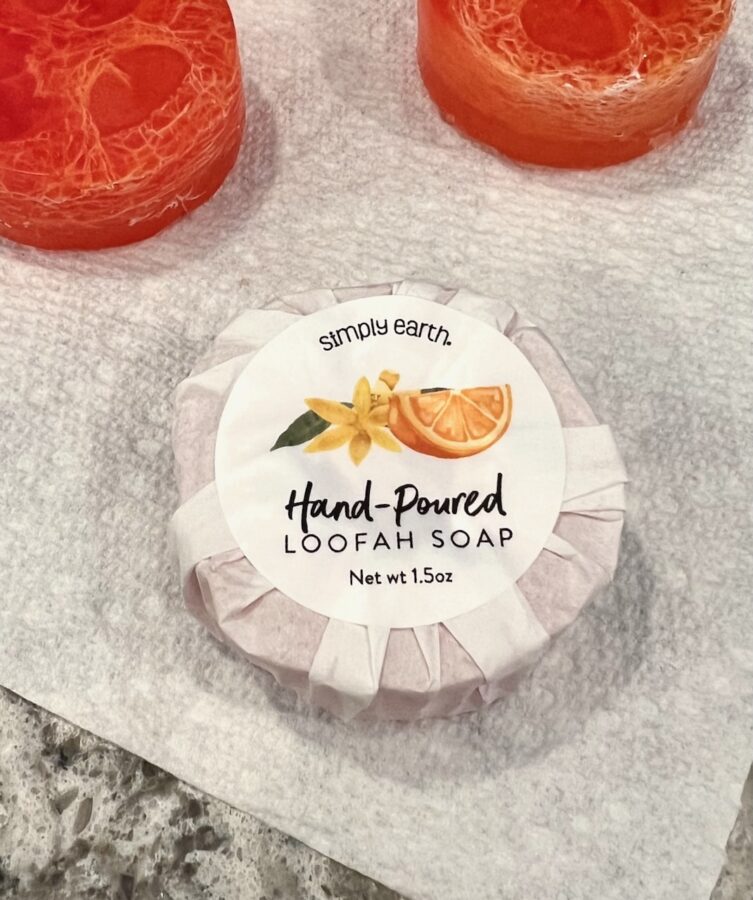 simply earth.
Hand-Poured
LOOFAH SOAP
Net wt 1.5oz